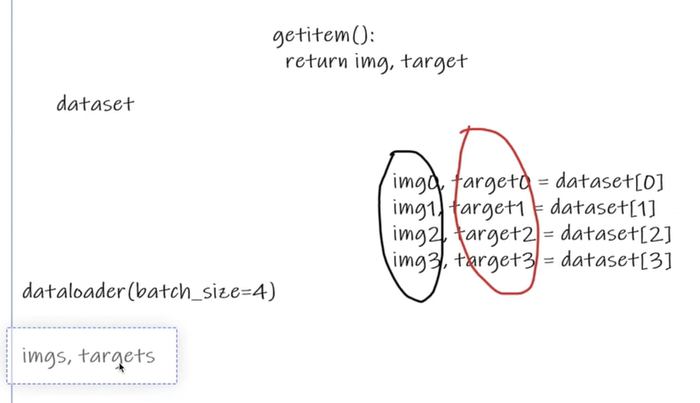 getitem():
return img, target
dataset
img0, target0 = dataset[0]
img1, target1 = dataset[1]
img2, target2 = dataset[2]
img3, target3 = dataset[3]
dataloader(batch_size=4)
imgs, targets